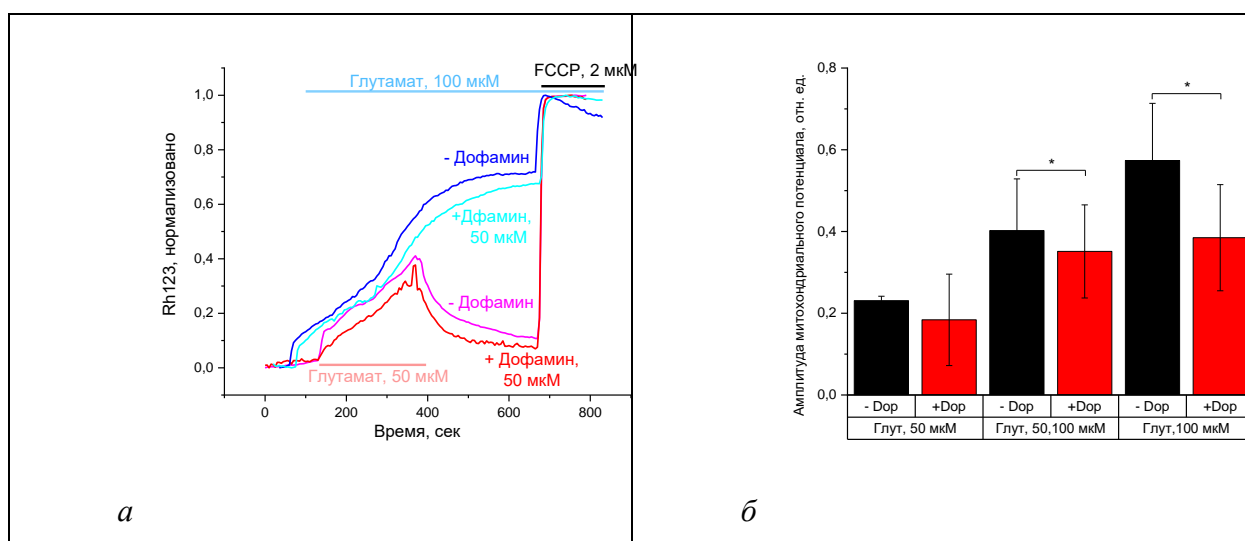 FCCP, 2 мкМ
Глутамат, 100 мкМ
1,0
0,8
0,6
0,4
0,2
0,0
Rh123, нормализовано
- Дофамин
+Дфамин,
50 мкМ
- Дофамин
+ Дофамин,
50 мкМ
Глутамат, 50 мкМ
0
200
400
600
800
Время, сек
а
0,8
0,6
0,4
0,2
0,0
Амплитуда митохондриального потенциала, отн. ед.
*
*
- Dop +Dop - Dop +Dop - Dop +Dop
Глут, 50 мкМ Глут, 50,100 мкМ Глут,100 мкМ
б